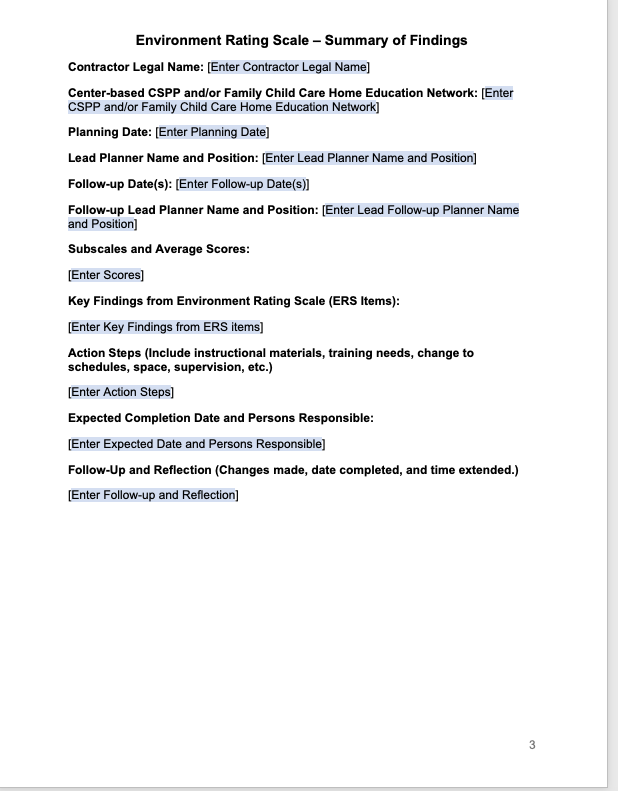 Environment Rating Scale – Summary of Findings
Contractor Legal Name: [Enter Contractor Legal Name]
Center-based CSPP and/or Family Child Care Home Education Network: [Enter
CSPP and/or Family Child Care Home Education Network]
Planning Date: [Enter Planning Date]
Lead Planner Name and Position: [Enter Lead Planner Name and Position]
Follow-up Date(s): [Enter Follow-up Date(s)]
Follow-up Lead Planner Name and Position: [Enter Lead Follow-up Planner Name
and Position]
Subscales and Average Scores:
[Enter Scores]
Key Findings from Environment Rating Scale (ERS Items):
[Enter Key Findings from ERS items]
Action Steps (Include instructional materials, training needs, change to
schedules, space, supervision, etc.)
[Enter Action Steps]
Expected Completion Date and Persons Responsible:
[Enter Expected Date and Persons Responsible]
Follow-Up and Reflection (Changes made, date completed, and time extended.)
[Enter Follow-up and Reflection]
3